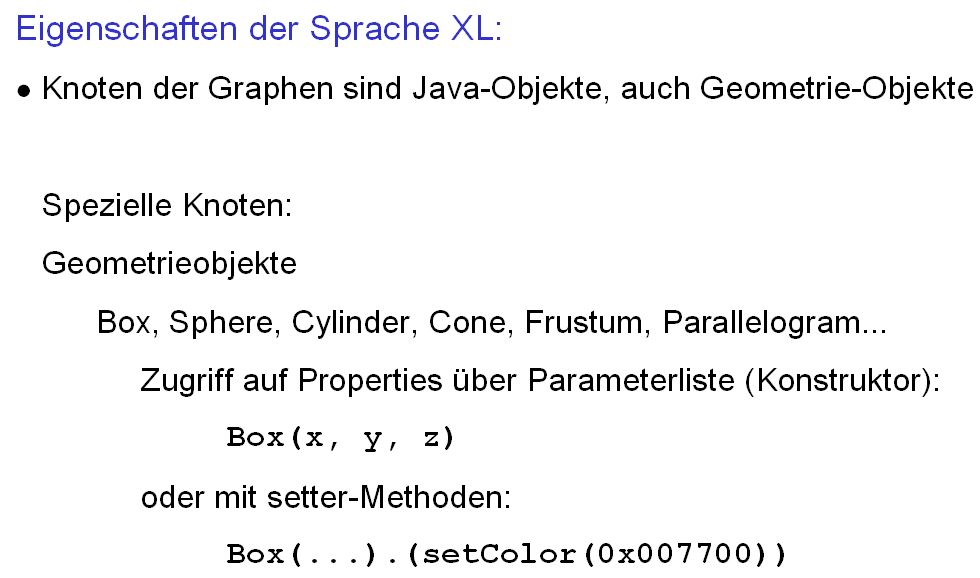 Eigenschaften der Sprache XL:
• Knoten der Graphen sind Java-Objekte, auch Geometrie-Objekte
Spezielle Knoten:
Geometrieobjekte
Box, Sphere, Cylinder, Cone, Frustum, Parallelogram...
Zugriff auf Properties über Parameterliste (Konstruktor):
Box(x, y, z)
oder mit setter-Methoden:
Box(...).(setColor(0x007700))